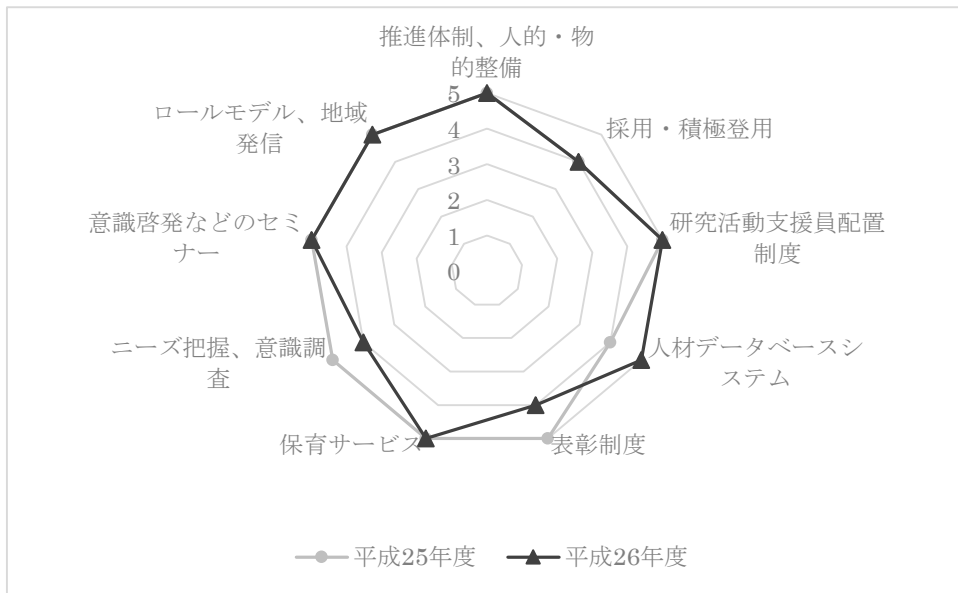 推進体制、人的・物
的整備
ロールモデル、地域
発信
採用・積極登用
5
4
3
2
1
0
意識啓発などのセミ
ナー
研究活動支援員配置
制度
ニーズ把握、意識調
査
人材データベースシ
ステム
保育サービス
表彰制度
平成25年度
平成26年度